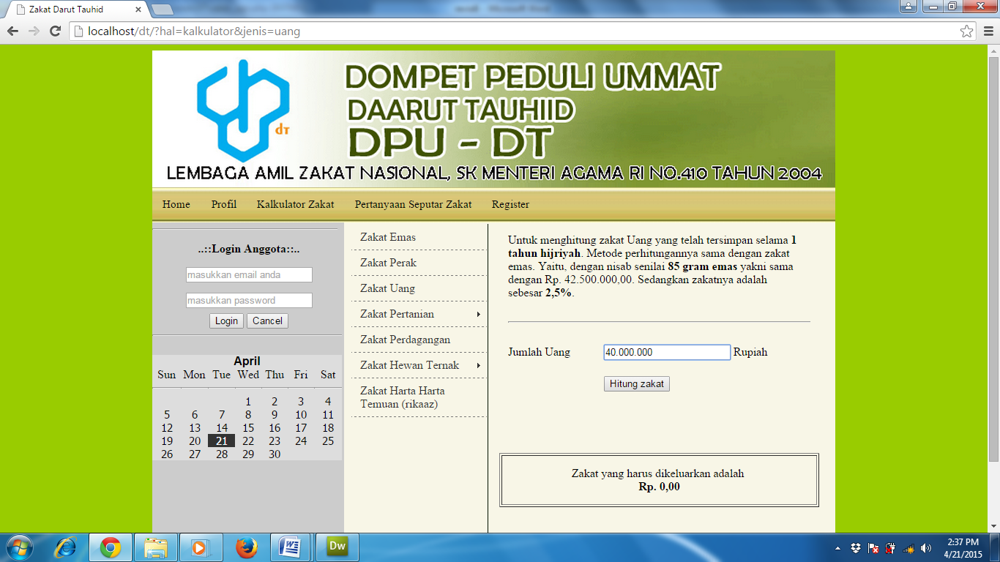 Zakat Darut Tauhid
localhost/dt/?hal=kalkulator&jenis=uang
dT
DOMPET PEDULI UMMAT
DAARUT TAUHIID
DPU - DT
LEMBAGA AMIL ZAKAT NASIONAL, SK MENTERI AGAMA RI NO.410 TAHUN 2004
Home Profil Kalkulator Zakat Pertanyaan Seputar Zakat Register
..::Login Anggota::..
masukkan email anda
masukkan password
Login Cancel
April
Sun Mon Tue Wed Thu Fri Sat
1 2 3 4
5 6 7 8 9 10 11
12 13 14 15 16 17 18
19 20 21 22 23 24 25
26 27 28 29 30
Zakat Emas
Zakat Perak
Zakat Uang
Zakat Pertanian
Zakat Perdagangan
Zakat Hewan Ternak
Zakat Harta Harta
Temuan (rikaaz)
Untuk menghitung zakat Uang yang telah tersimpan selama 1
tahun hijriyah. Metode perhitungannya sama dengan zakat
emas. Yaitu, dengan nisab senilai 85 gram emas yakni sama
dengan Rp. 42.500.000,00. Sedangkan zakatnya adalah
sebesar 2,5%.
Jumlah Uang 40.000.000 Rupiah
Hitung zakat
Zakat yang harus dikeluarkan adalah
Rp. 0,00
Dw
2:37 PM
4/21/2015